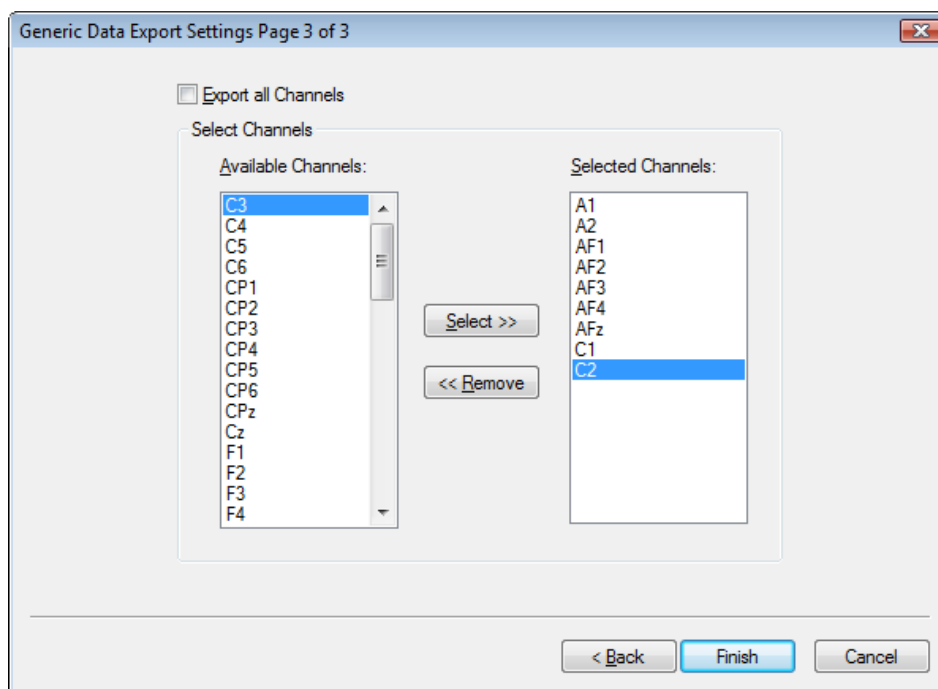 Generic Data Export Settings Page 3 of 3
Export all Channels
Select Channels
Available Channels:
C3
C4
C5
C6
CP1
CP2
CP3
CP4
CP5
CP6
CPz
Cz
F1
F2
F3
F4
Select >>
<< Remove
Selected Channels:
A1
A2
AF1
AF2
AF3
AF4
AFz
C1
C2
< Back
Finish
Cancel